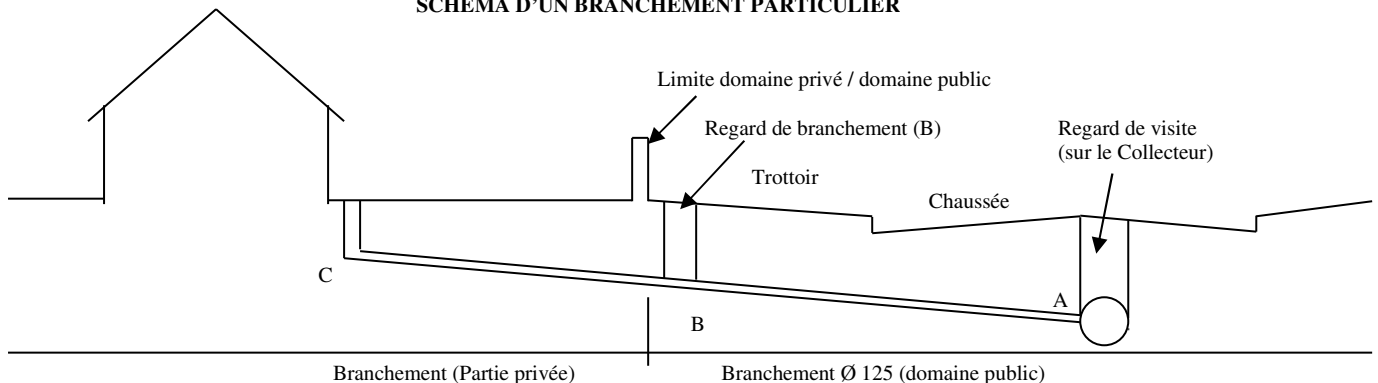 SCHEMA D'UN BRANCHEMENT PARTICULIER
Limite domaine privé / domaine public
Regard de branchement (B)
Regard de visite
(sur le Collecteur)
Trottoir
Chaussée
C
A
B
Branchement (Partie privée)
Branchement Ø 125 (domaine public)